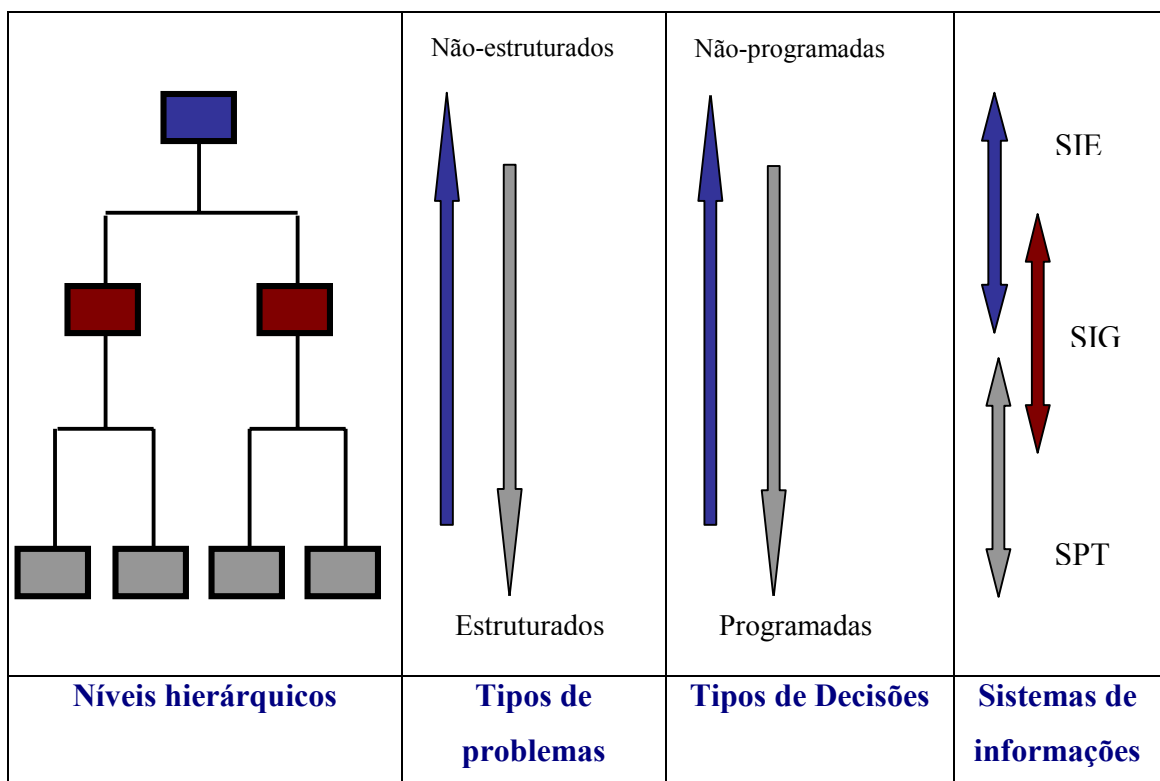 Não-estruturados
Não-programadas
SIE
SIG
SPT
Estruturados
Programadas
Níveis hierárquicos
Tipos de
problemas
Tipos de Decisões
Sistemas de
informações